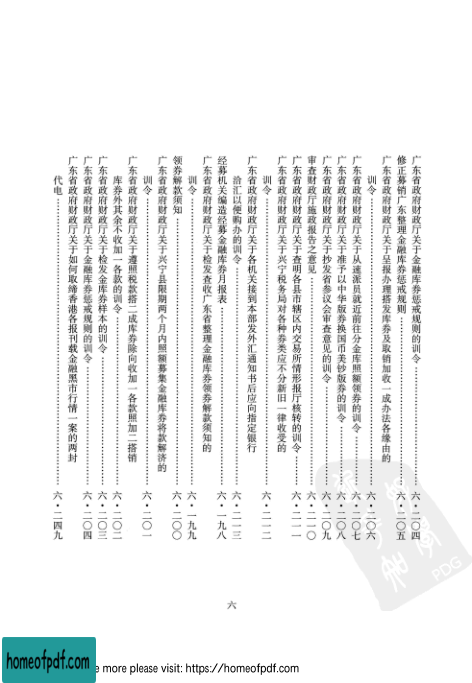 广东省政府财政厅关于金融库券惩戒规则的训令……六·二〇四
修正募销广东整理金融库券惩戒规则……六·二〇五
广东省政府财政厅关于呈报办理搭发库券及取销加收一成办法各缘由的
训令……六·二〇六
广东省政府财政厅关于从速派员就近前往分金库照额领券的训令……六·二〇七
广东省政府财政厅关于准予以中华版券换国币美钞版券的训令……六·二〇八
广东省政府财政厅关于抄发省参议会审查意见的训令……六·二〇九
审查财政厅施政报告之意见……六·二一〇
广东省政府财政厅关于查明各县市辖区内交易所情形报厅核转的训令……六·二一一
广东省政府财政厅关于兴宁税务局对各种券类应不分新旧一律收受的
训令……六·二一二
广东省政府财政厅关于各机关接到本部发外汇通知书后应向指定银行
洽汇以便购办的训令……六·二一三
经募机关编造经募金融库券月报表……六·一九八
广东省政府财政厅关于检发查收广东省整理金融库券领券解款须知的
训令……六·一九九
领券解款须知……六·二〇〇
广东省政府财政厅关于兴宁县限期两个月内照额募集金融库券将款解济的
训令……六·二〇一
广东省政府财政厅关于遵照税款搭二成库券除向收加一各款照加二搭销
库券外其余不收加一各款的训令……六·二〇二
广东省政府财政厅关于检发金库券样本的训令……六·二〇三
广东省政府财政厅关于金融库券惩戒规则的训令……六·二〇四
广东省政府财政厅关于如何取缔香港各报刊载金融黑市行情一案的两封
代电……六·二四九
六
PDG
homeofpdf.com
e more please visit: https://homeofpdf.com